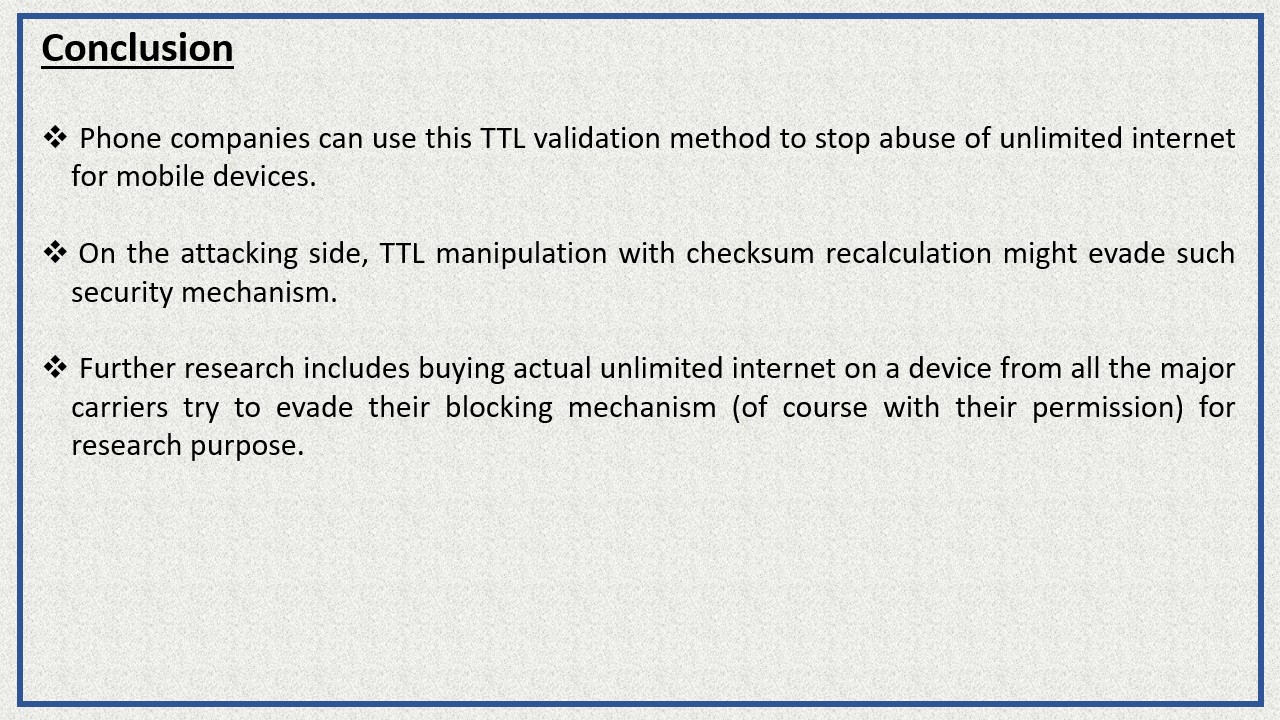 Conclusion
❖ Phone companies can use this TTL validation method to stop abuse of unlimited internet
for mobile devices.
❖ On the attacking side, TTL manipulation with checksum recalculation might evade such
security mechanism.
❖ Further research includes buying actual unlimited internet on a device from all the major
carriers try to evade their blocking mechanism (of course with their permission) for
research purpose.